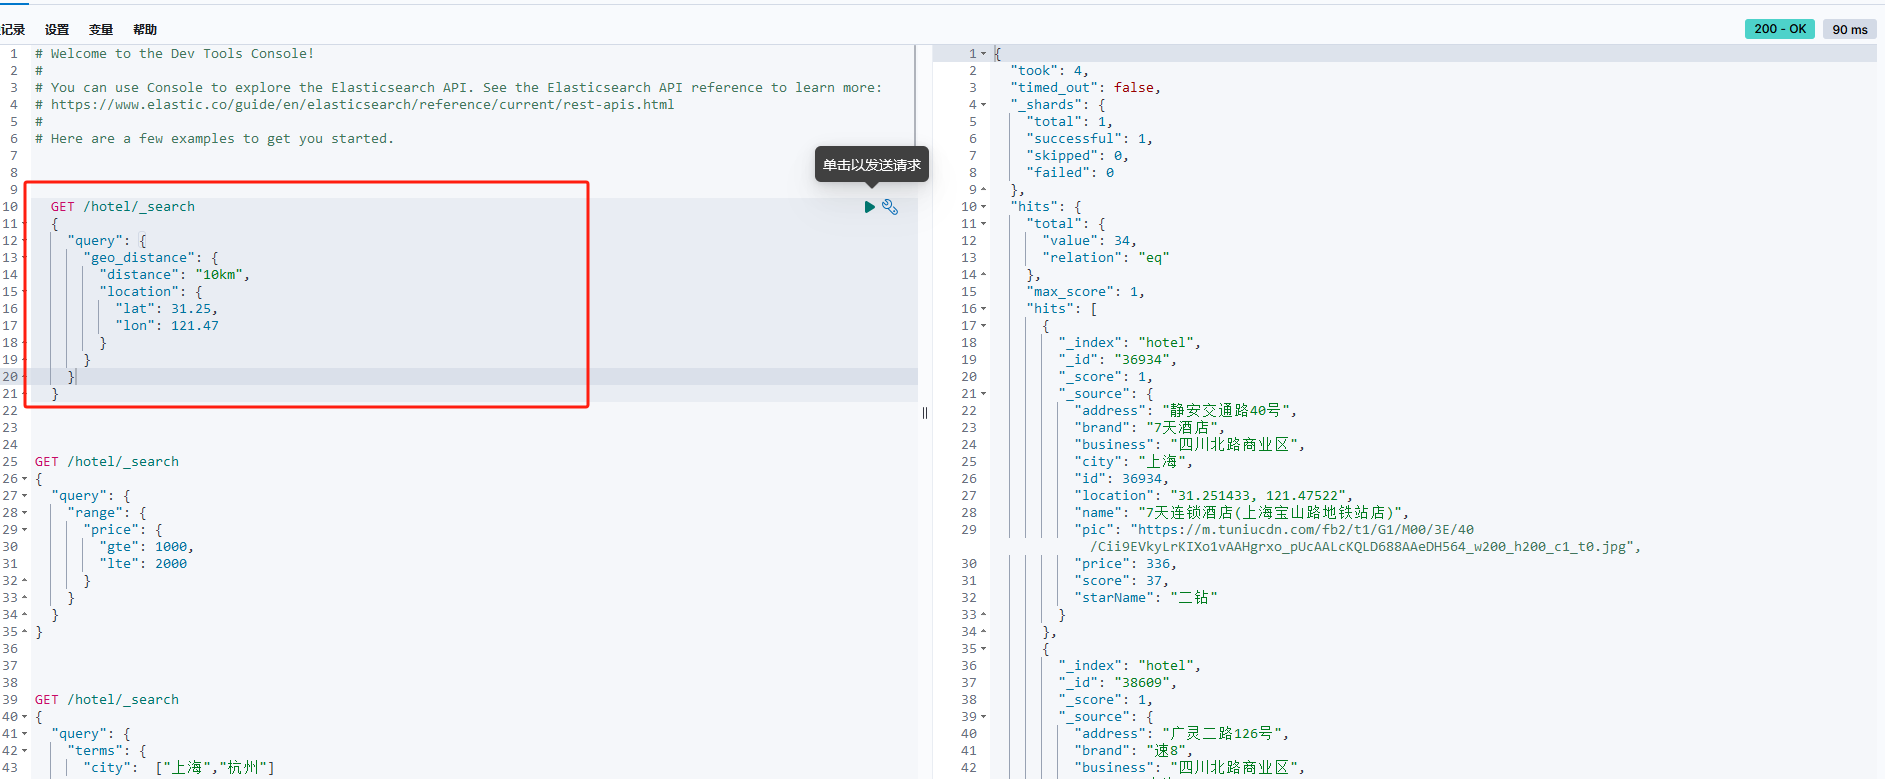 记录 设置 变量 帮助
200 - OK 90 ms
1 # Welcome to the Dev Tools Console!
2 #
3 # You can use Console to explore the Elasticsearch API. See the Elasticsearch API reference to learn more:
4 # https://www.elastic.co/guide/en/elasticsearch/reference/current/rest-apis.html
5 #
6 # Here are a few examples to get you started.
7
8
单击以发送请求
9
10 GET /hotel/_search
11 {
12 "query": {
13 "geo_distance": {
14 "distance": "10km",
15 "location": {
16 "lat": 31.25,
17 "lon": 121.47
18 }
19 }
20 }
21 }
22
23
24
25 GET /hotel/_search
26 {
27 "query": {
28 "range": {
29 "price": {
30 "gte": 1000,
31 "lte": 2000
32 }
33 }
34 }
35 }
36
37
38
39 GET /hotel/_search
40 {
41 "query": {
42 "terms": {
43 "city": ["上海","杭州"]
1 {
2 "took": 4,
3 "timed_out": false,
4 "_shards": {
5 "total": 1,
6 "successful": 1,
7 "skipped": 0,
8 "failed": 0
9 },
10 "hits": {
11 "total": {
12 "value": 34,
13 "relation": "eq"
14 },
15 "max_score": 1,
16 "hits": [
17 {
18 "_index": "hotel",
19 "_id": "36934",
20 "_score": 1,
21 "_source": {
22 "address": "静安交通路40号",
23 "brand": "7天酒店",
24 "business": "四川北路商业区",
25 "city": "上海",
26 "id": 36934,
27 "location": "31.251433, 121.47522",
28 "name": "7天连锁酒店(上海宝山路地铁站店)",
29 "pic": "https://m.tuniucdn.com/fb2/t1/G1/M00/3E/40
/Cii9EVkyLrKIXo1vAAHgrxo_pUcAALcKQLD688AAeDH564_w200_h200_c1_t0.jpg",
30 "price": 336,
31 "score": 37,
32 "starName": "二钻"
33 }
34 },
35 {
36 "_index": "hotel",
37 "_id": "38609",
38 "_score": 1,
39 "_source": {
40 "address": "广灵二路126号",
41 "brand": "速8",
42 "business": "四川北路商业区",